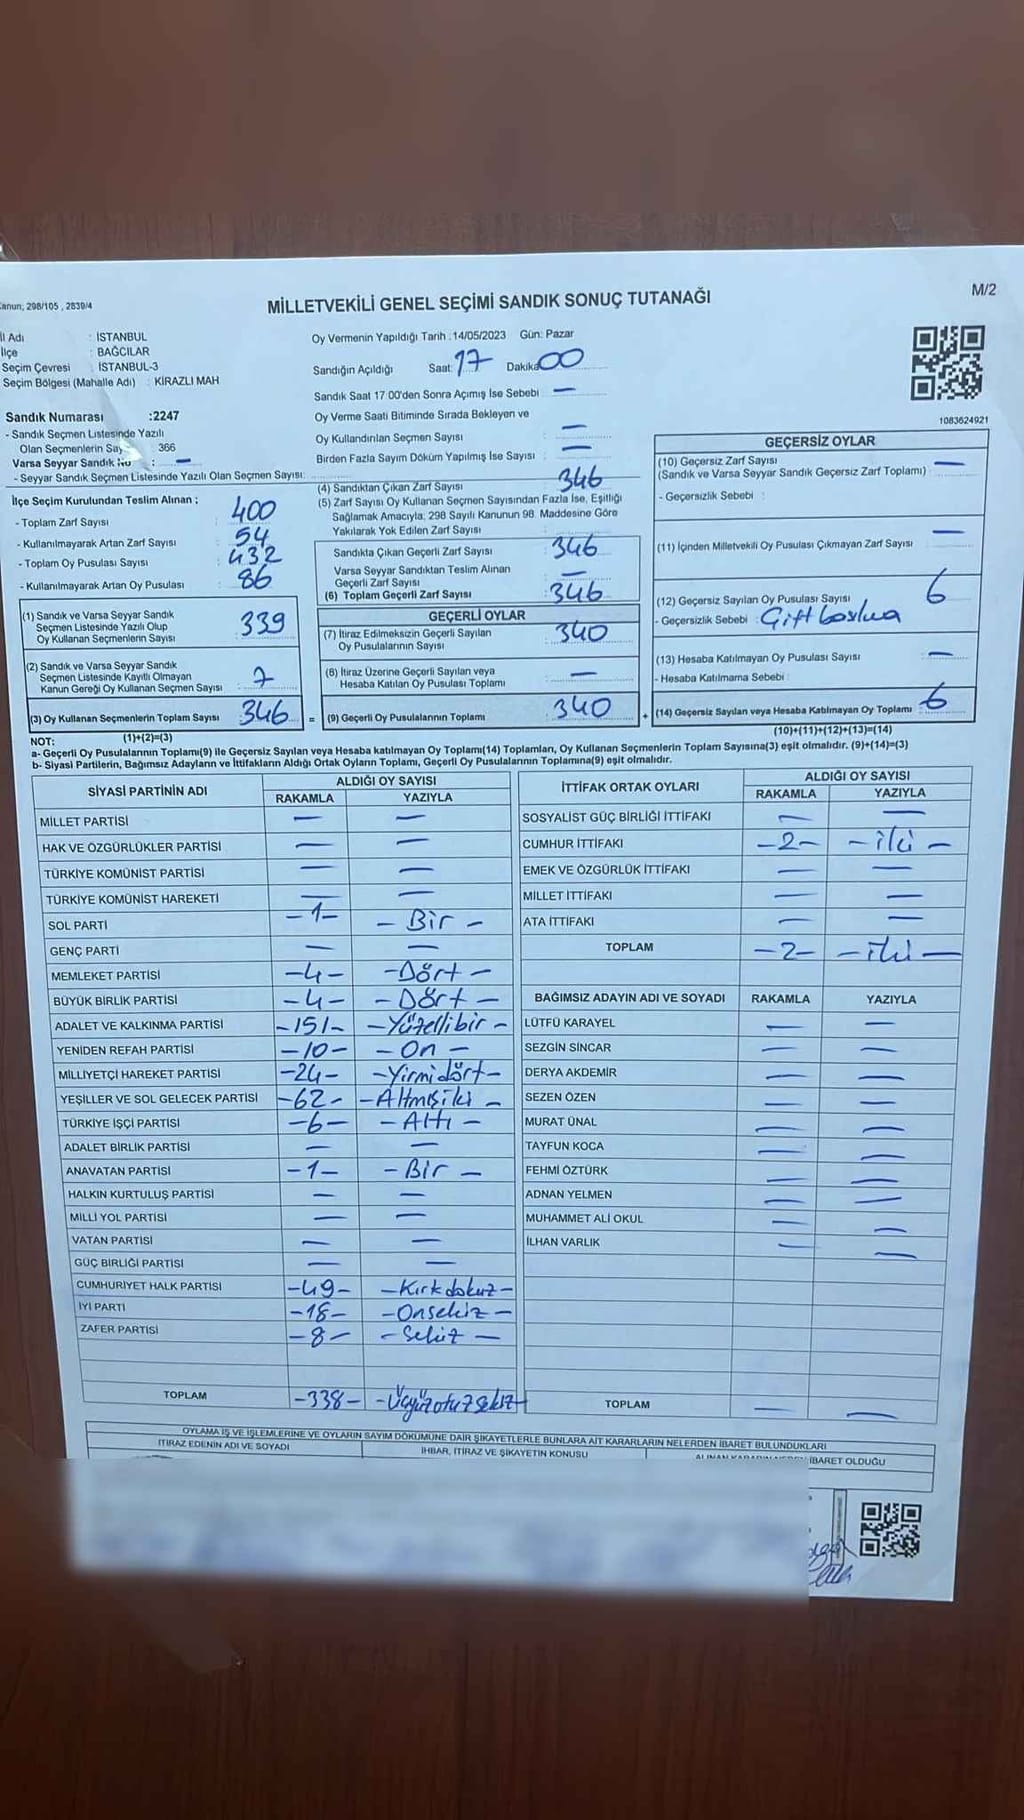 Kanun; 298/105 , 2839/4
M/2
MİLLETVEKİLİ GENEL SEÇİMİ SANDIK SONUÇ TUTANAĞI
İl Adı : İSTANBUL
İlçe : BAĞCILAR
Seçim Çevresi : İSTANBUL-3
Seçim Bölgesi (Mahalle Adı) : KİRAZLI MAH
Sandık Numarası :2247
- Sandık Seçmen Listesinde Yazılı
Olan Seçmenlerin Sayısı : 366
Varsa Seyyar Sandık No : —
- Seyyar Sandık Seçmen Listesinde Yazılı Olan Seçmen Sayısı:
Oy Vermenin Yapıldığı Tarih : 14/05/2023 Gün: Pazar
Sandığın Açıldığı Saat: 17 Dakika: 00
Sandık Saat 17 00'den Sonra Açımış İse Sebebi —
Oy Verme Saati Bitiminde Sırada Bekleyen ve
Oy Kullandırılan Seçmen Sayısı : —
Birden Fazla Sayım Döküm Yapılmış İse Sayısı : —
1083624921
İlçe Seçim Kurulundan Teslim Alınan ;
- Toplam Zarf Sayısı : 400
- Kullanılmayarak Artan Zarf Sayısı : 54
- Toplam Oy Pusulası Sayısı : 432
- Kullanılmayarak Artan Oy Pusulası : 86
(1) Sandık ve Varsa Seyyar Sandık
Seçmen Listesinde Yazılı Olup
Oy Kullanan Seçmenlerin Sayısı : 339
(2) Sandık ve Varsa Seyyar Sandık
Seçmen Listesinde Kayıtlı Olmayan
Kanun Gereği Oy Kullanan Seçmen Sayısı : 7
(3) Oy Kullanan Seçmenlerin Toplam Sayısı : 346 =
(1)+(2)=(3)
(4) Sandıktan Çıkan Zarf Sayısı : 346
(5) Zarf Sayısı Oy Kullanan Seçmen Sayısından Fazla İse, Eşitliği
Sağlamak Amacıyla; 298 Sayılı Kanunun 98. Maddesine Göre
Yakılarak Yok Edilen Zarf Sayısı :
Sandıkta Çıkan Geçerli Zarf Sayısı : 346
Varsa Seyyar Sandıktan Teslim Alınan
Geçerli Zarf Sayısı : —
(6) Toplam Geçerli Zarf Sayısı : 346
GEÇERLİ OYLAR
(7) İtiraz Edilmeksizin Geçerli Sayılan
Oy Pusulalarının Sayısı : 340
(8) İtiraz Üzerine Geçerli Sayılan veya
Hesaba Katılan Oy Pusulası Toplamı : —
(9) Geçerli Oy Pusulalarının Toplamı : 340 +
GEÇERSİZ OYLAR
(10) Geçersiz Zarf Sayısı : —
(Sandık ve Varsa Seyyar Sandık Geçersiz Zarf Toplamı)
- Geçersizlik Sebebi :
(11) İçinden Milletvekili Oy Pusulası Çıkmayan Zarf Sayısı : —
(12) Geçersiz Sayılan Oy Pusulası Sayısı : 6
- Geçersizlik Sebebi :
(13) Hesaba Katılmayan Oy Pusulası Sayısı : —
- Hesaba Katılmama Sebebi :
(14) Geçersiz Sayılan veya Hesaba Katılmayan Oy Toplamı : 6
(10)+(11)+(12)+(13)=(14)
NOT:
a- Geçerli Oy Pusulalarının Toplamı(9) ile Geçersiz Sayılan veya Hesaba katılmayan Oy Toplamı(14) Toplamları, Oy Kullanan Seçmenlerin Toplam Sayısına(3) eşit olmalıdır. (9)+(14)=(3)
b- Siyasi Partilerin, Bağımsız Adayların ve İttifakların Aldığı Ortak Oyların Toplamı, Geçerli Oy Pusulalarının Toplamına(9) eşit olmalıdır.
SİYASİ PARTİNİN ADI ALDIĞI OY SAYISI
RAKAMLA YAZIYLA
MİLLET PARTİSİ — —
HAK VE ÖZGÜRLÜKLER PARTİSİ — —
TÜRKİYE KOMÜNİST PARTİSİ — —
TÜRKİYE KOMÜNİST HAREKETİ — —
SOL PARTİ -1- - Bir -
GENÇ PARTİ — —
MEMLEKET PARTİSİ -4- -Dört -
BÜYÜK BİRLİK PARTİSİ -4- - Dört -
ADALET VE KALKINMA PARTİSİ -151- -Yüzellibir -
YENİDEN REFAH PARTİSİ -10- - On -
MİLLİYETÇİ HAREKET PARTİSİ -24- -Yirmidört-
YEŞİLLER VE SOL GELECEK PARTİSİ -62- -Altmışiki -
TÜRKİYE İŞÇİ PARTİSİ -6- - Altı -
ADALET BİRLİK PARTİSİ — —
ANAVATAN PARTİSİ -1- - Bir -
HALKIN KURTULUŞ PARTİSİ — —
MİLLİ YOL PARTİSİ — —
VATAN PARTİSİ — —
GÜÇ BİRLİĞİ PARTİSİ — —
CUMHURİYET HALK PARTİSİ -49- -Kırkdokuz-
İYİ PARTİ -18- -Onsekiz -
ZAFER PARTİSİ -8- - Sekiz -
TOPLAM -338- -Üçyüzotuzsekiz-
İTTİFAK ORTAK OYLARI ALDIĞI OY SAYISI
RAKAMLA YAZIYLA
SOSYALİST GÜÇ BİRLİĞİ İTTİFAKI — —
CUMHUR İTTİFAKI -2- - iki -
EMEK VE ÖZGÜRLÜK İTTİFAKI — —
MİLLET İTTİFAKI — —
ATA İTTİFAKI — —
TOPLAM -2- - iki -
BAĞIMSIZ ADAYIN ADI VE SOYADI RAKAMLA YAZIYLA
LÜTFÜ KARAYEL — —
SEZGİN SİNCAR — —
DERYA AKDEMİR — —
SEZEN ÖZEN — —
MURAT ÜNAL — —
TAYFUN KOCA — —
FEHMİ ÖZTÜRK — —
ADNAN YELMEN — —
MUHAMMET ALİ OKUL — —
İLHAN VARLIK — —
TOPLAM — —
OYLAMA İŞ VE İŞLEMLERİNE VE OYLARIN SAYIM DÖKÜMÜNE DAİR ŞİKAYETLERLE BUNLARA AİT KARARLARIN NELERDEN İBARET BULUNDUKLARI
İTİRAZ EDENİN ADI VE SOYADI İHBAR, İTİRAZ VE ŞİKAYETİN KONUSU İBARET OLDUĞU